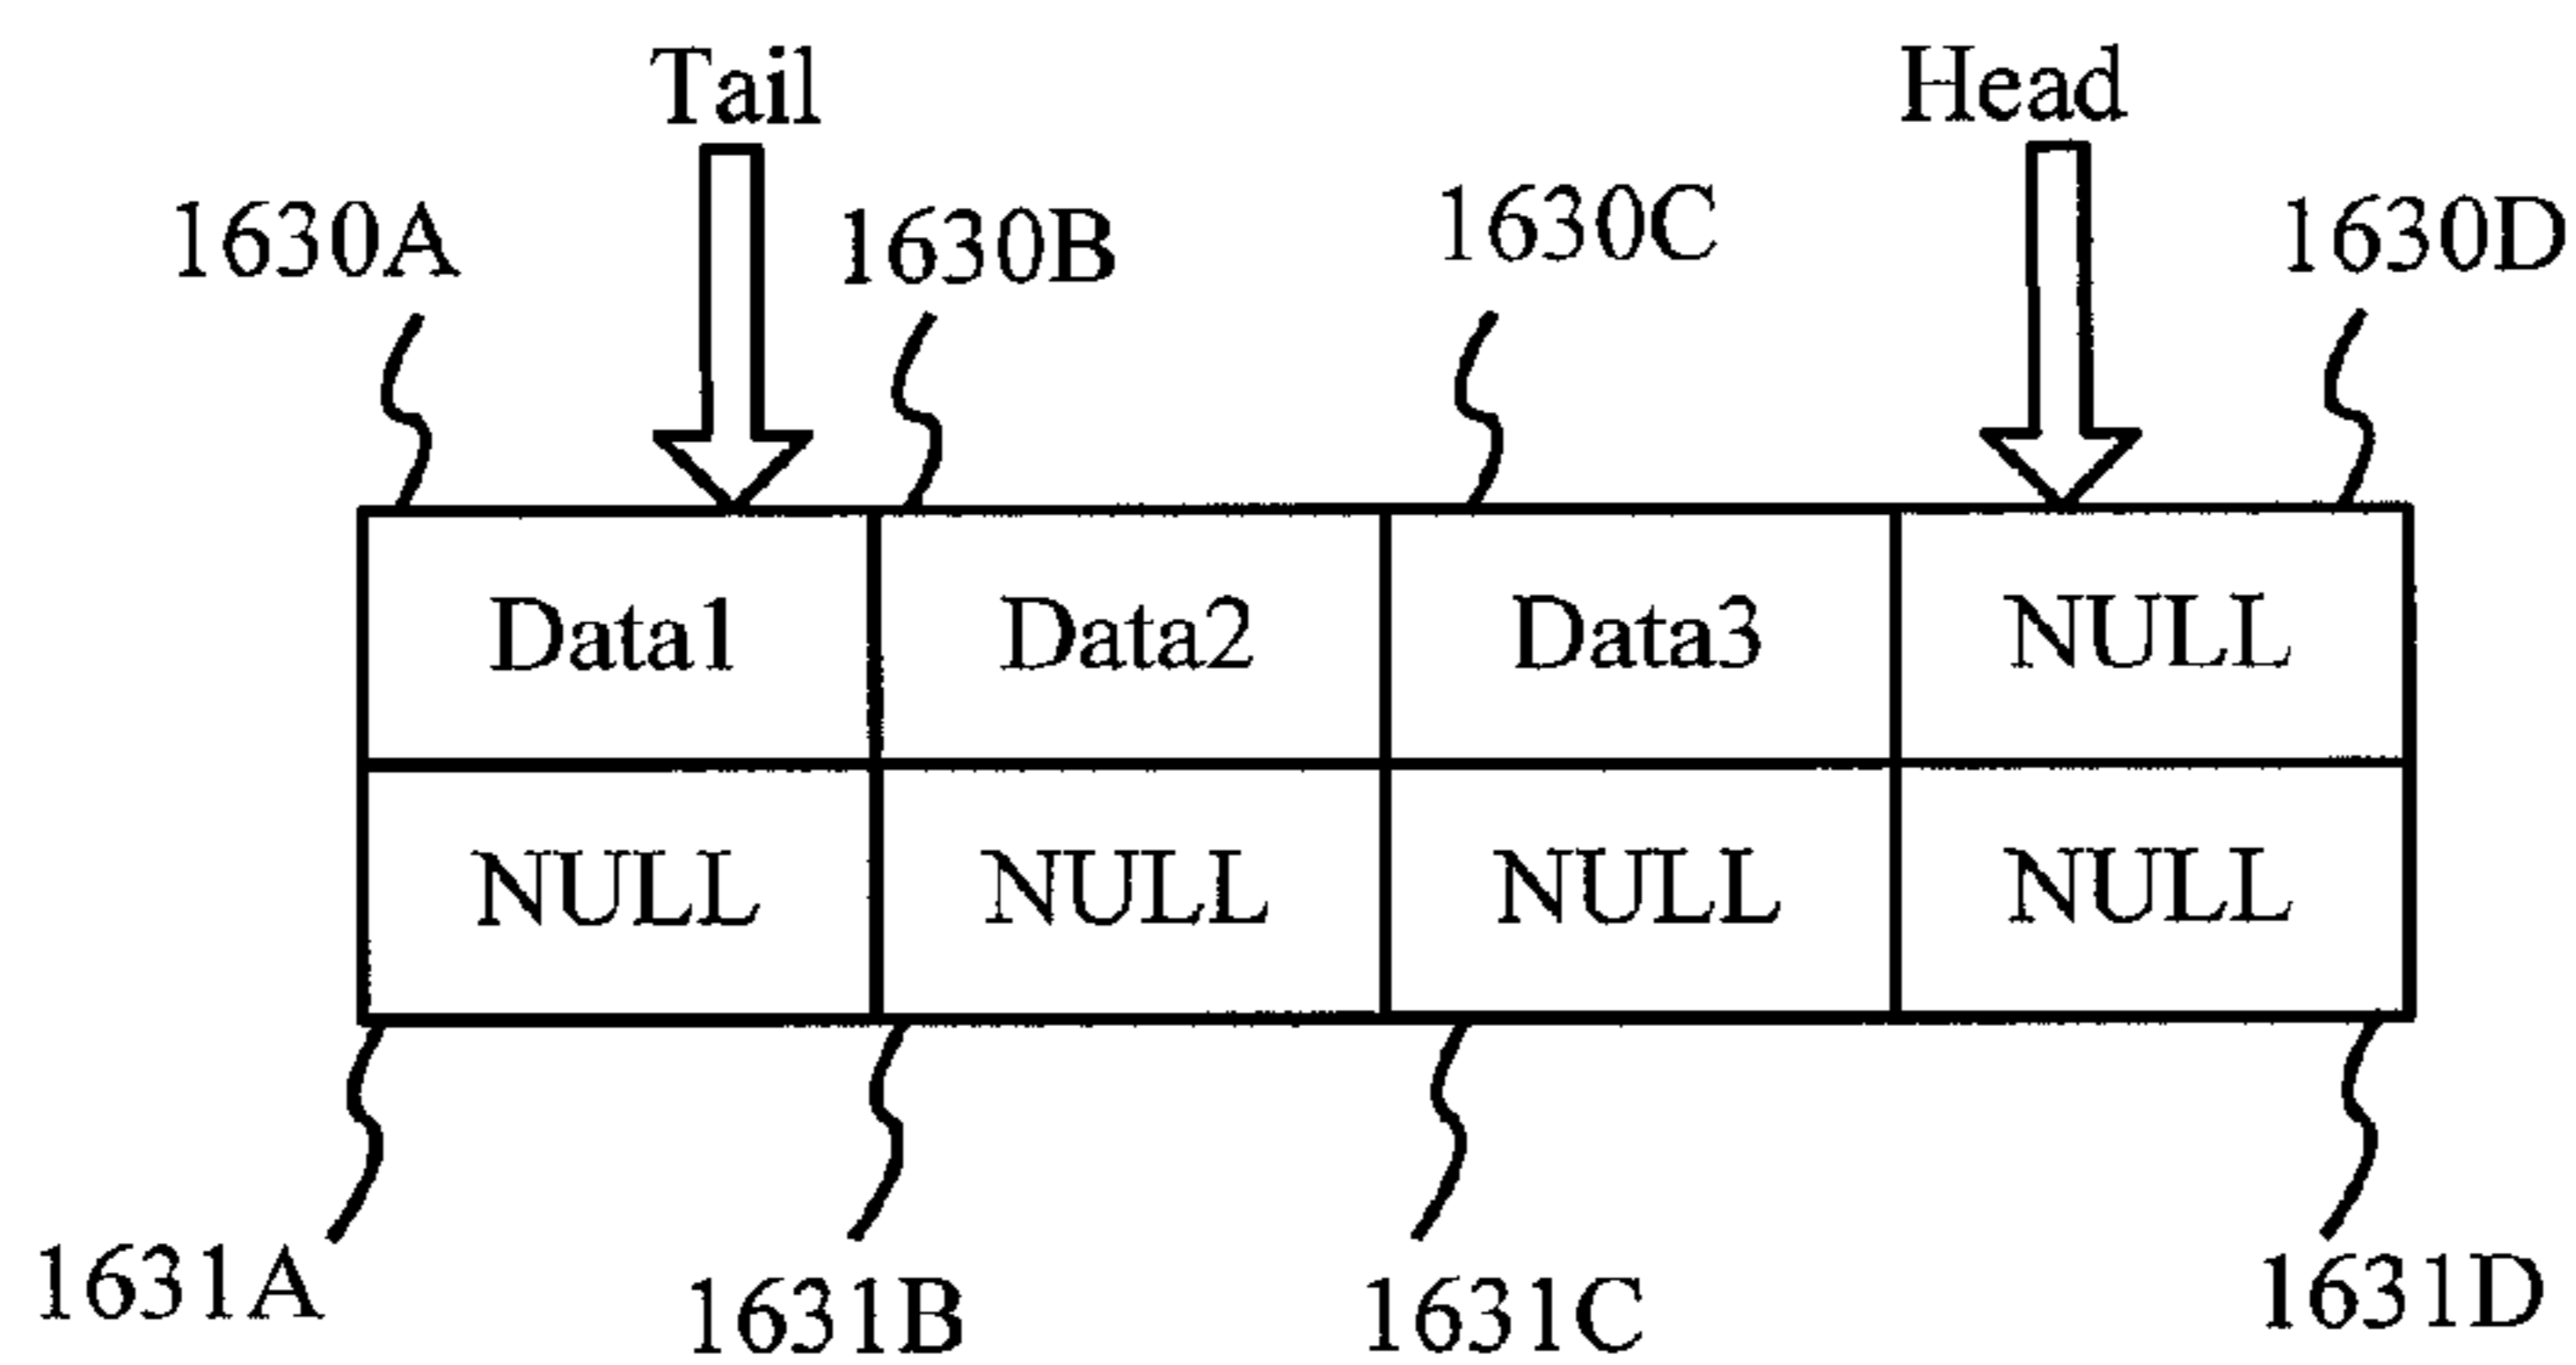 Tail Head
1630A 1630B 1630C 1630D
Data1 Data2 Data3 NULL
NULL NULL NULL NULL
1631A 1631B 1631C 1631D